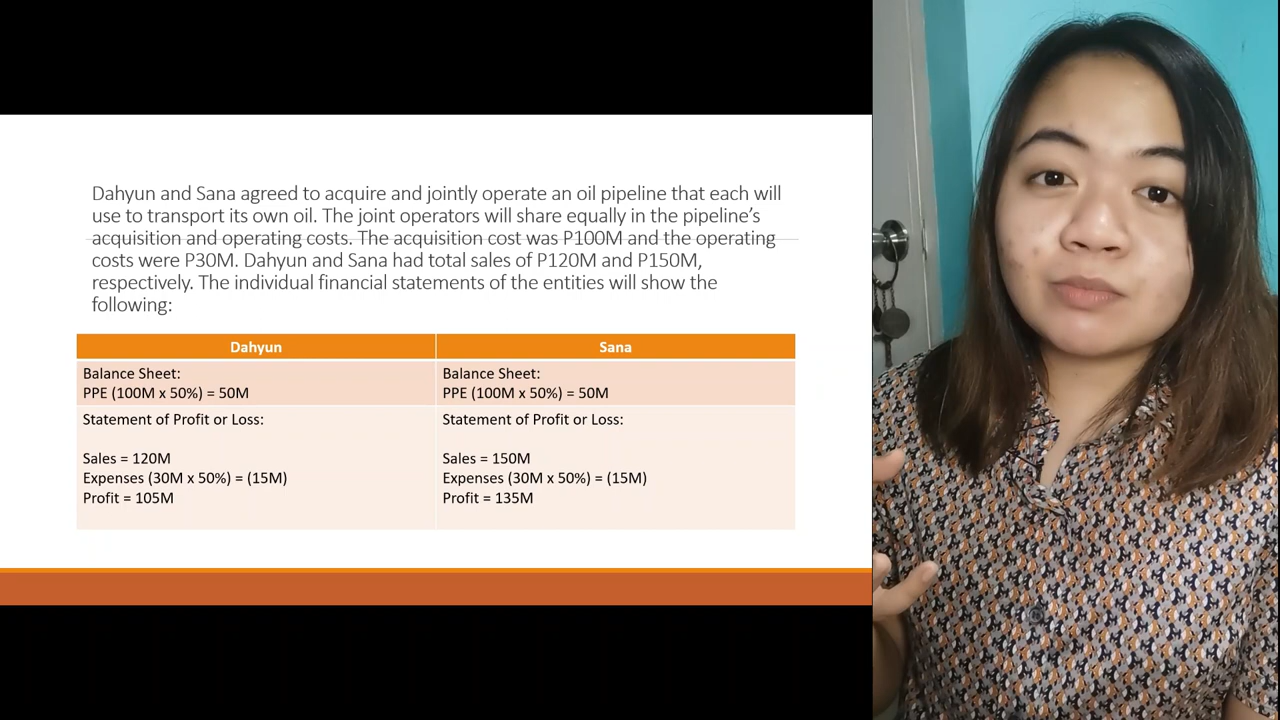 Dahyun and Sana agreed to acquire and jointly operate an oil pipeline that each will
use to transport its own oil. The joint operators will share equally in the pipeline’s
acquisition and operating costs. The acquisition cost was P100M and the operating
costs were P30M. Dahyun and Sana had total sales of P120M and P150M,
respectively. The individual financial statements of the entities will show the
following:
Dahyun
Sana
Balance Sheet:
PPE (100M x 50%) = 50M
Balance Sheet:
PPE (100M x 50%) = 50M
Statement of Profit or Loss:
Sales = 120M
Expenses (30M x 50%) = (15M)
Profit = 105M
Statement of Profit or Loss:
Sales = 150M
Expenses (30M x 50%) = (15M)
Profit = 135M